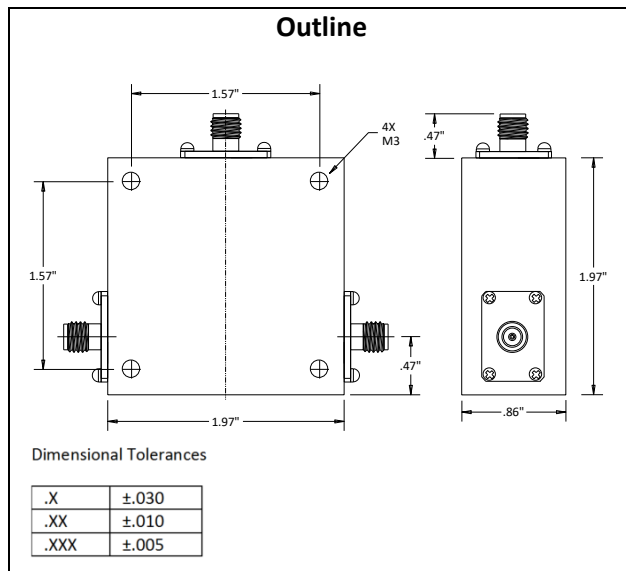 Outline
1.57"
4X
M3
.47"
1.57"
1.97"
.47"
1.97"
.86"
Dimensional Tolerances
.X ±.030
.XX ±.010
.XXX ±.005